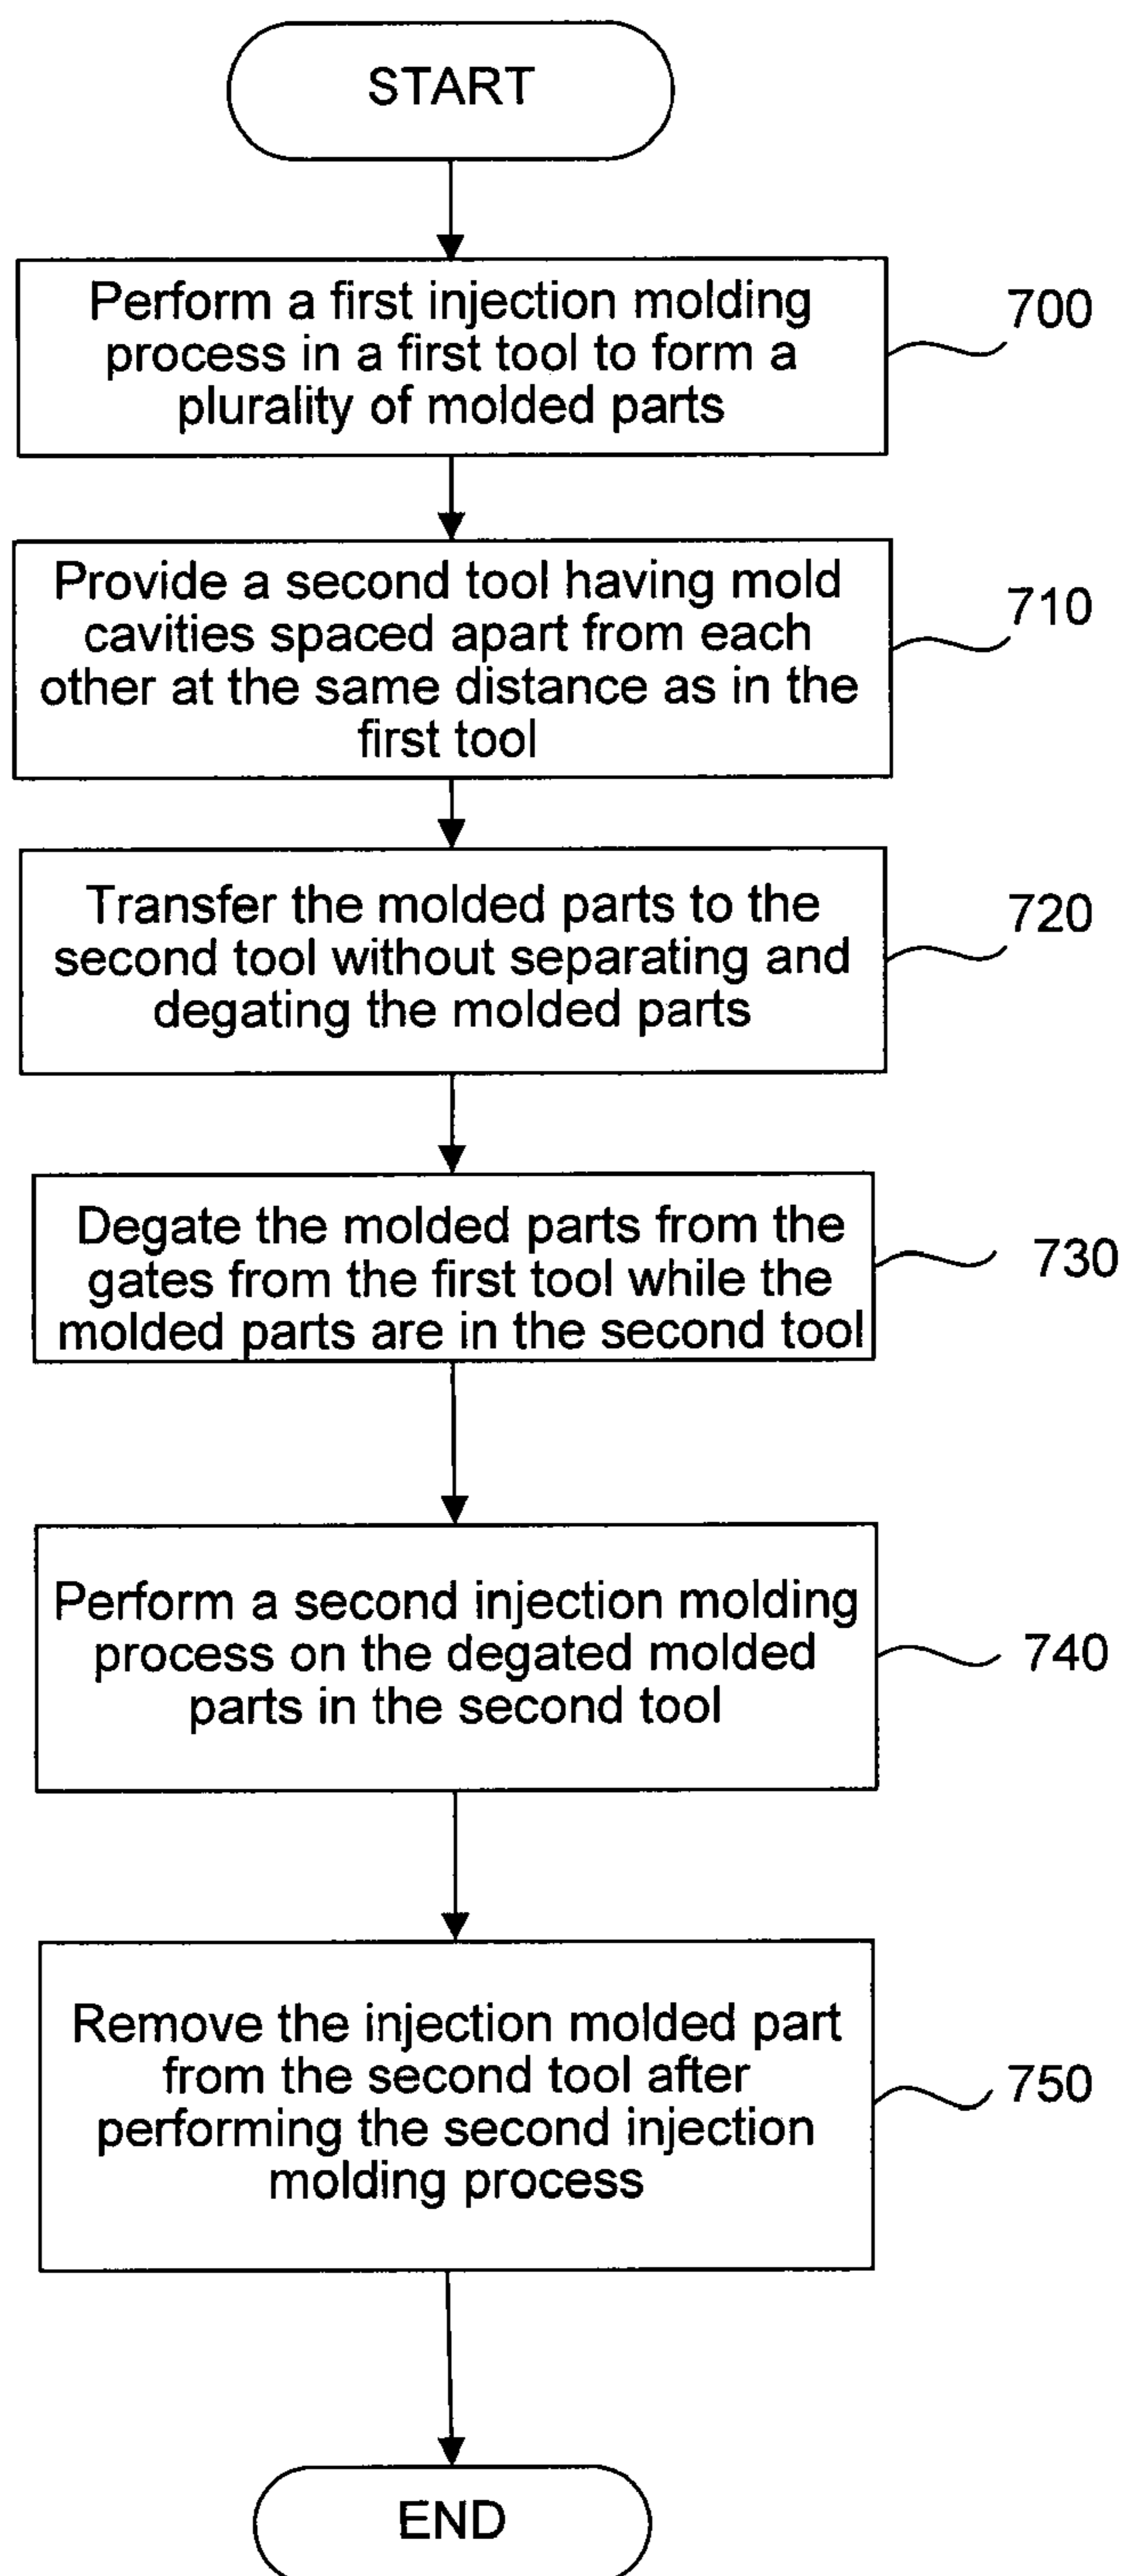 START
Perform a first injection molding
process in a first tool to form a
plurality of molded parts
700
Provide a second tool having mold
cavities spaced apart from each
other at the same distance as in the
first tool
710
Transfer the molded parts to the
second tool without separating and
degating the molded parts
720
Degate the molded parts from the
gates from the first tool while the
molded parts are in the second tool
730
Perform a second injection molding
process on the degated molded
parts in the second tool
740
Remove the injection molded part
from the second tool after
performing the second injection
molding process
750
END